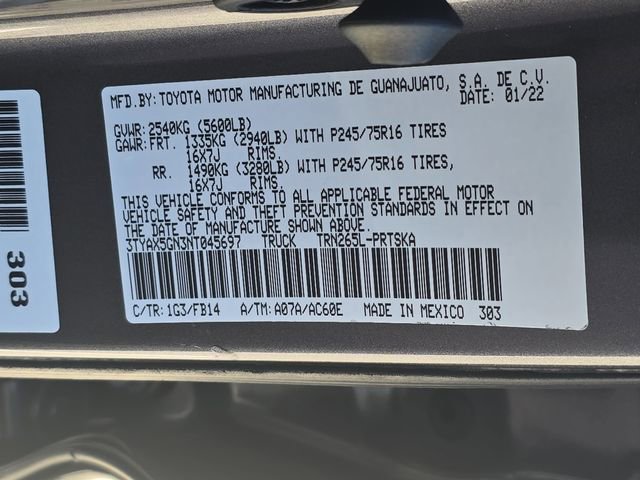 MFD.BY: TOYOTA MOTOR MANUFACTURING DE GUANAJUATO, S.A. DE C.V.
DATE: 01/22
GVWR: 2540KG (5600LB)
GAWR: FRT. 1335KG (2940LB) WITH P245/75R16 TIRES
16X7J RIMS.
RR. 1490KG (3280LB) WITH P245/75R16 TIRES,
16X7J RIMS.
THIS VEHICLE CONFORMS TO ALL APPLICABLE FEDERAL MOTOR
VEHICLE SAFETY AND THEFT PREVENTION STANDARDS IN EFFECT ON
THE DATE OF MANUFACTURE SHOWN ABOVE.
3TYAX5GN3NT045697 TRUCK TRN265L-PRTSKA
C/TR: 1G3/FB14 A/TM: A07A/AC60E MADE IN MEXICO 303
303